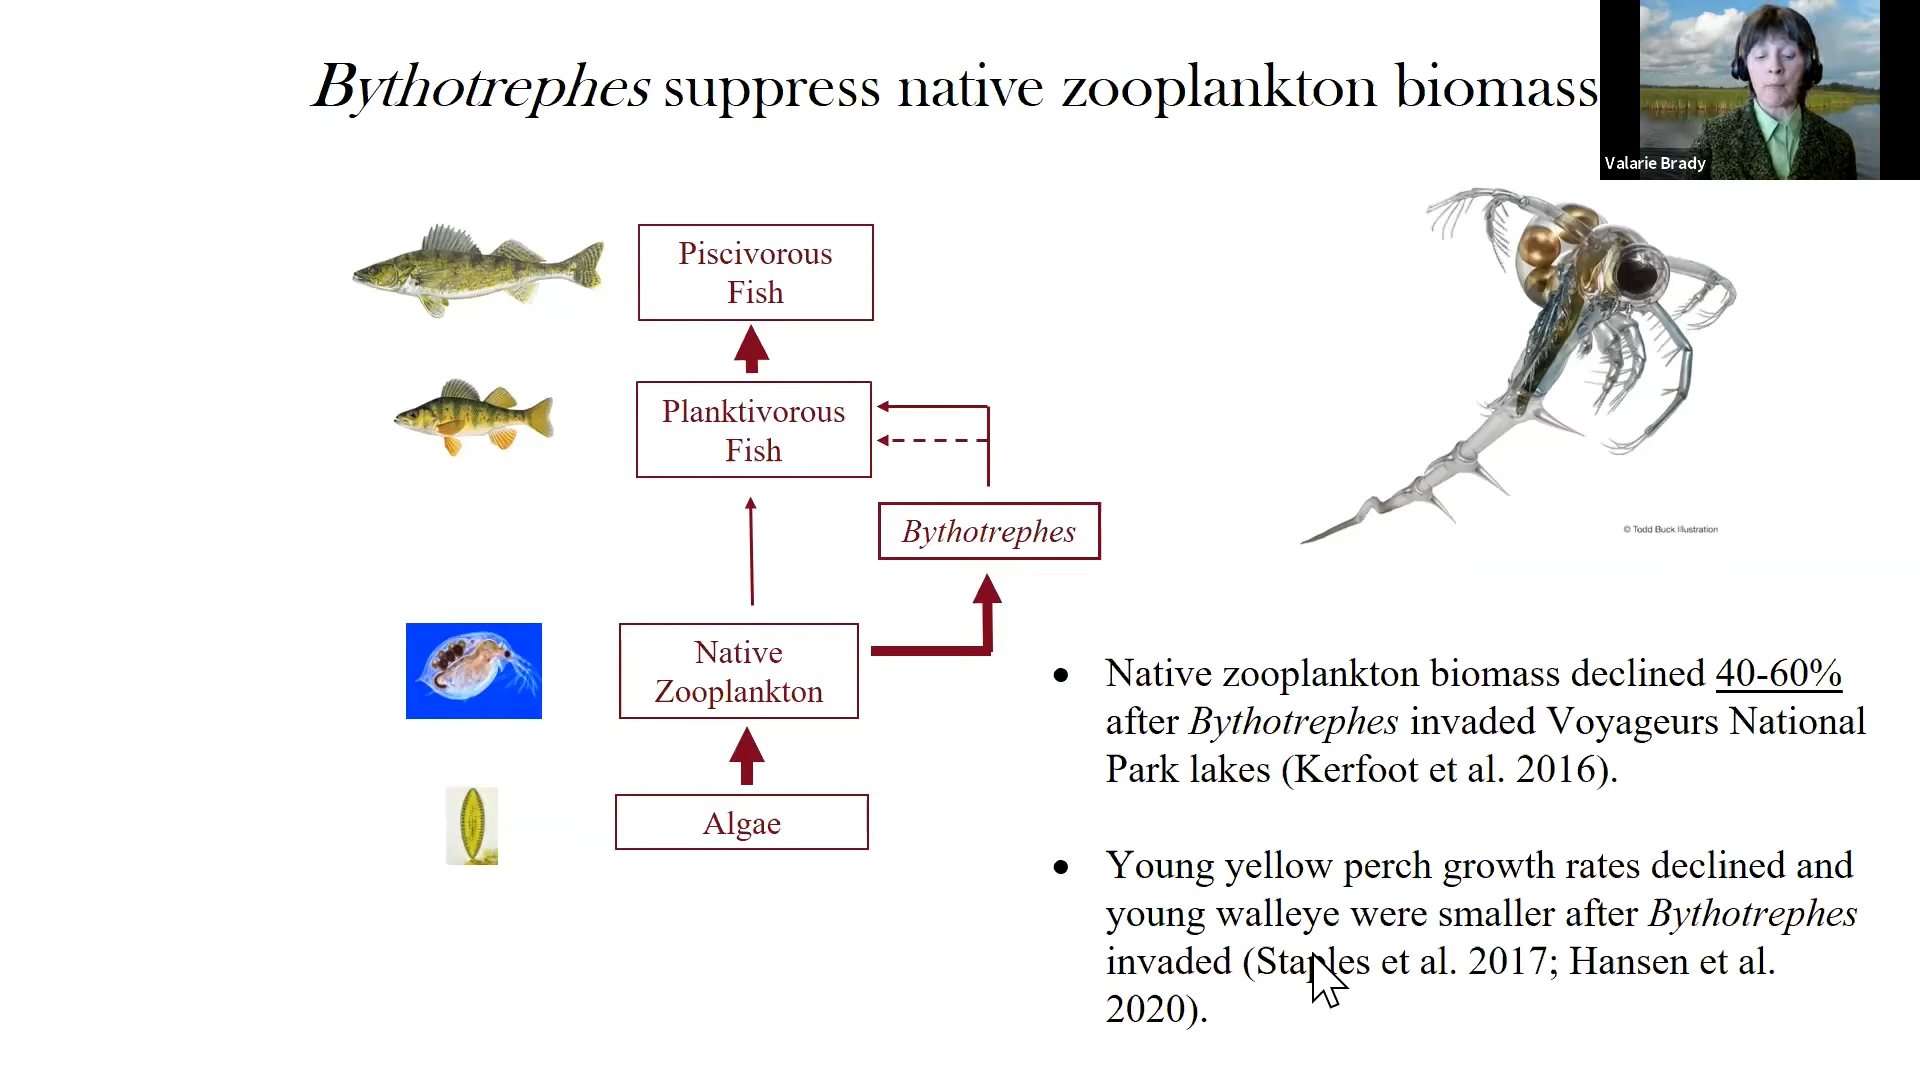 Bythotrephes suppress native zooplankton biomass
Valarie Brady
Piscivorous
Fish
Planktivorous
Fish
Bythotrephes
© Todd Buck Illustration
Native
Zooplankton
Algae
• Native zooplankton biomass declined 40-60%
after Bythotrephes invaded Voyageurs National
Park lakes (Kerfoot et al. 2016).
• Young yellow perch growth rates declined and
young walleye were smaller after Bythotrephes
invaded (Staples et al. 2017; Hansen et al.
2020).